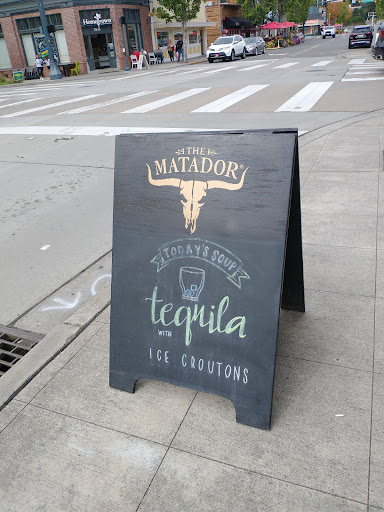 THE
MATADOR®
TODAY'S SOUP
tequila
WITH
ICE CROUTONS